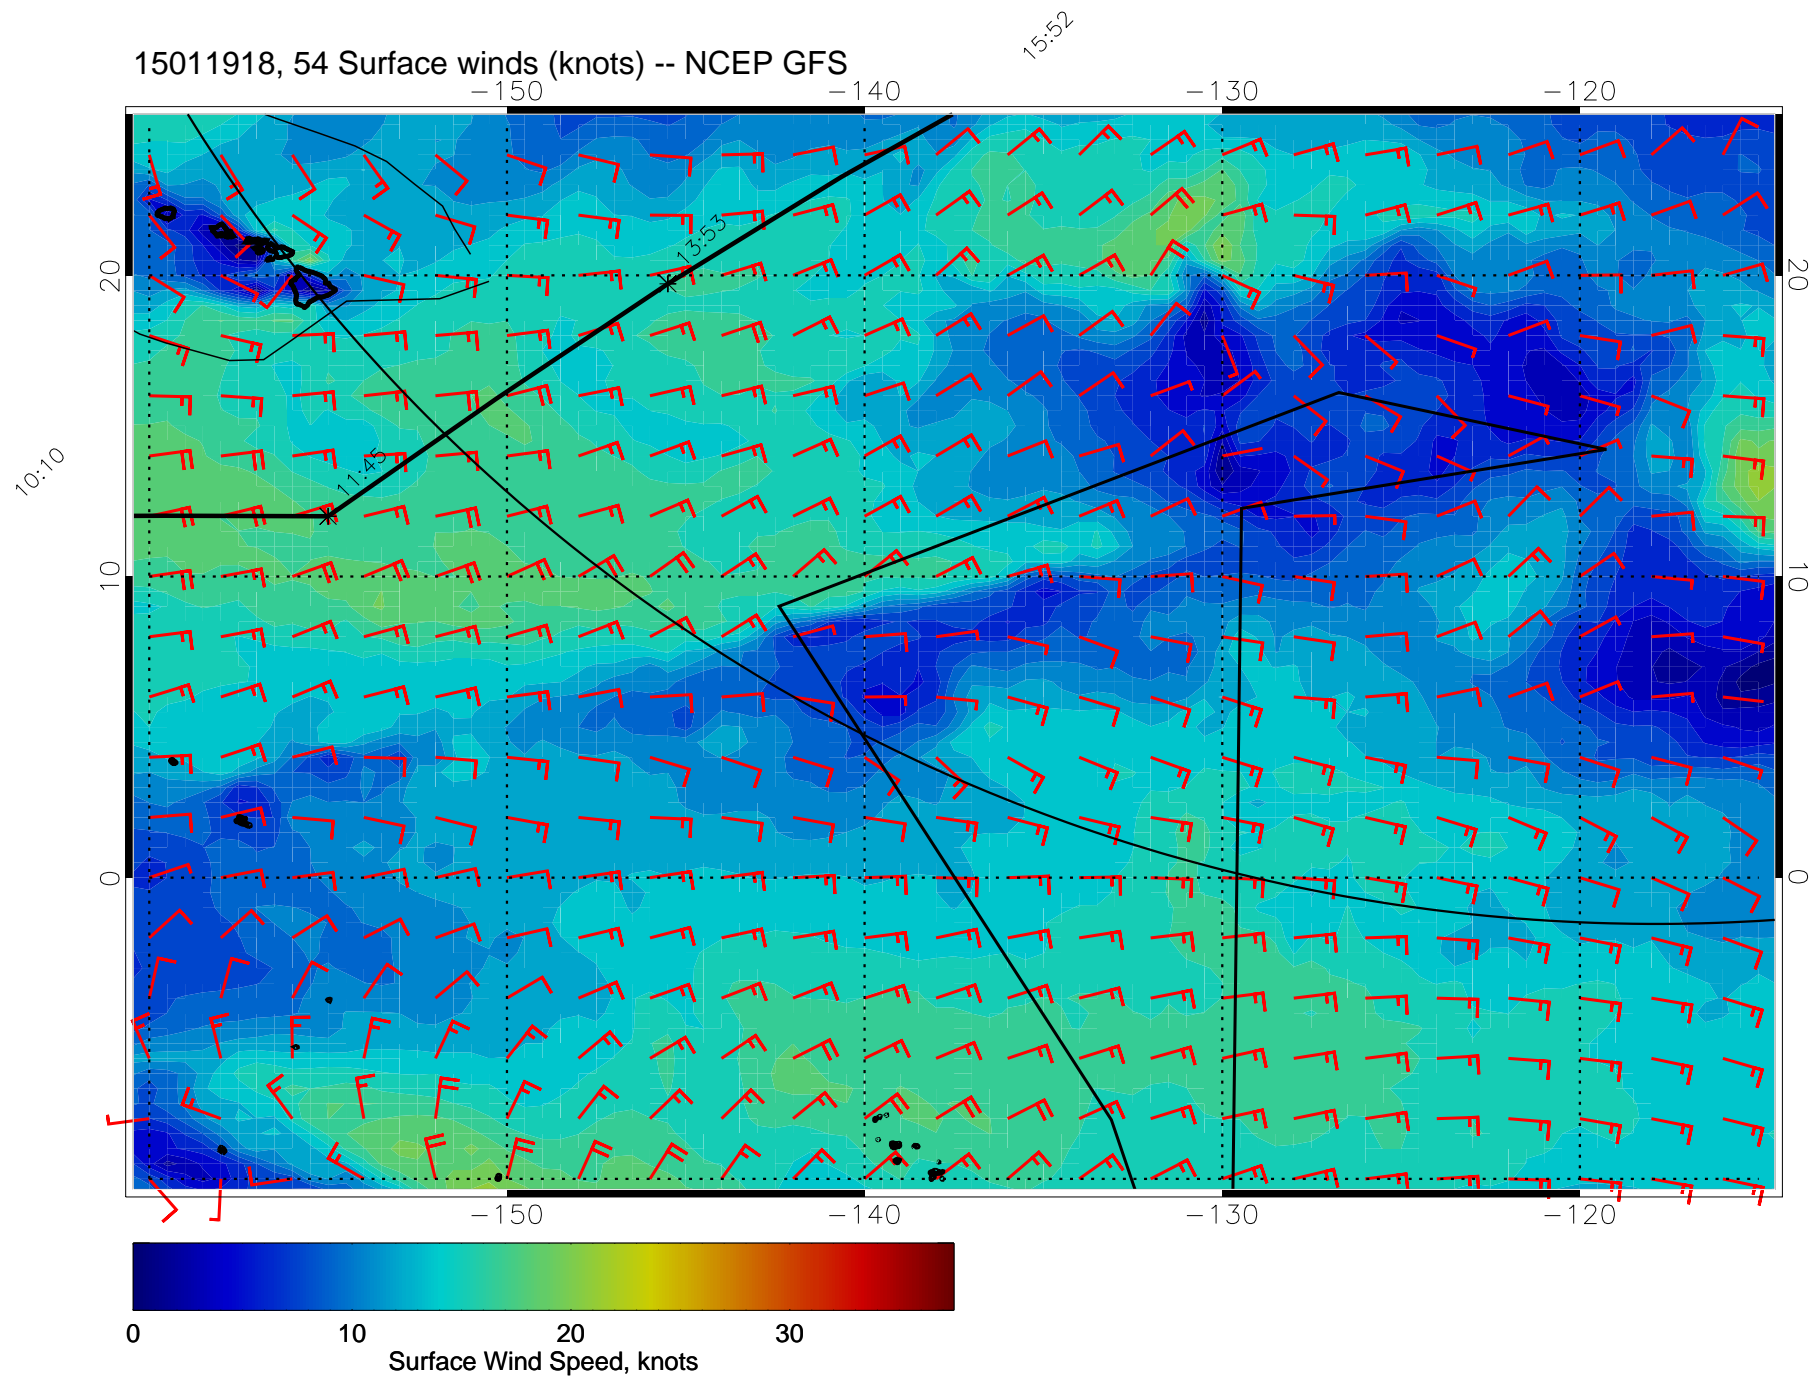 15:52
15011918, 54 Surface winds (knots) -- NCEP GFS
-150 -140 -130 -120
13:53
20 20
10:10
11:45
10 10
0 0
-150 -140 -130 -120
0 10 20 30
Surface Wind Speed, knots